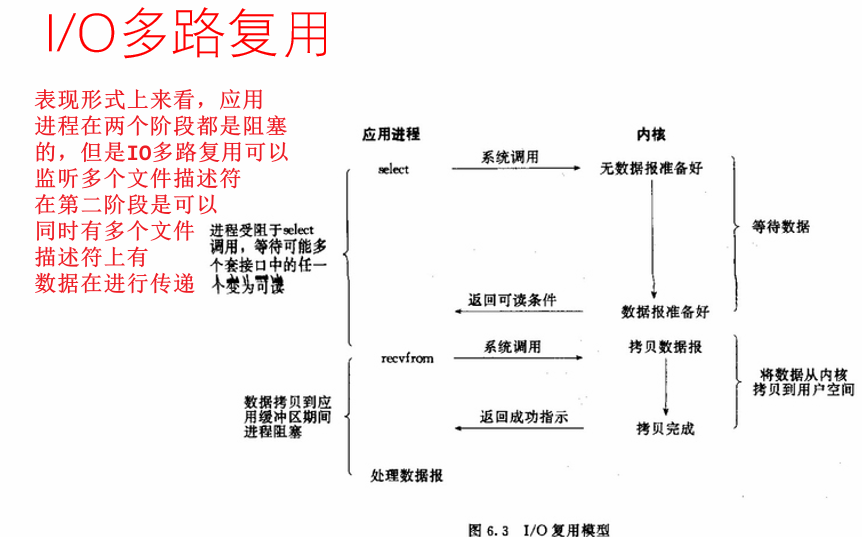 I/O多路复用
表现形式上来看，应用
进程在两个阶段都是阻塞
的，但是IO多路复用可以
监听多个文件描述符
在第二阶段是可以
同时有多个文件
描述符上有
数据在进行传递
应用进程
内核
select
系统调用
无数据报准备好
进程受阻于select
调用，等待可能多
个套接口中的任一
个变为可读
等待数据
返回可读条件
数据报准备好
recvfrom
系统调用
拷贝数据报
数据拷贝到应
用缓冲区期间
进程阻塞
将数据从内核
拷贝到用户空间
返回成功指示
拷贝完成
处理数据报
图 6.3 I/O 复用模型